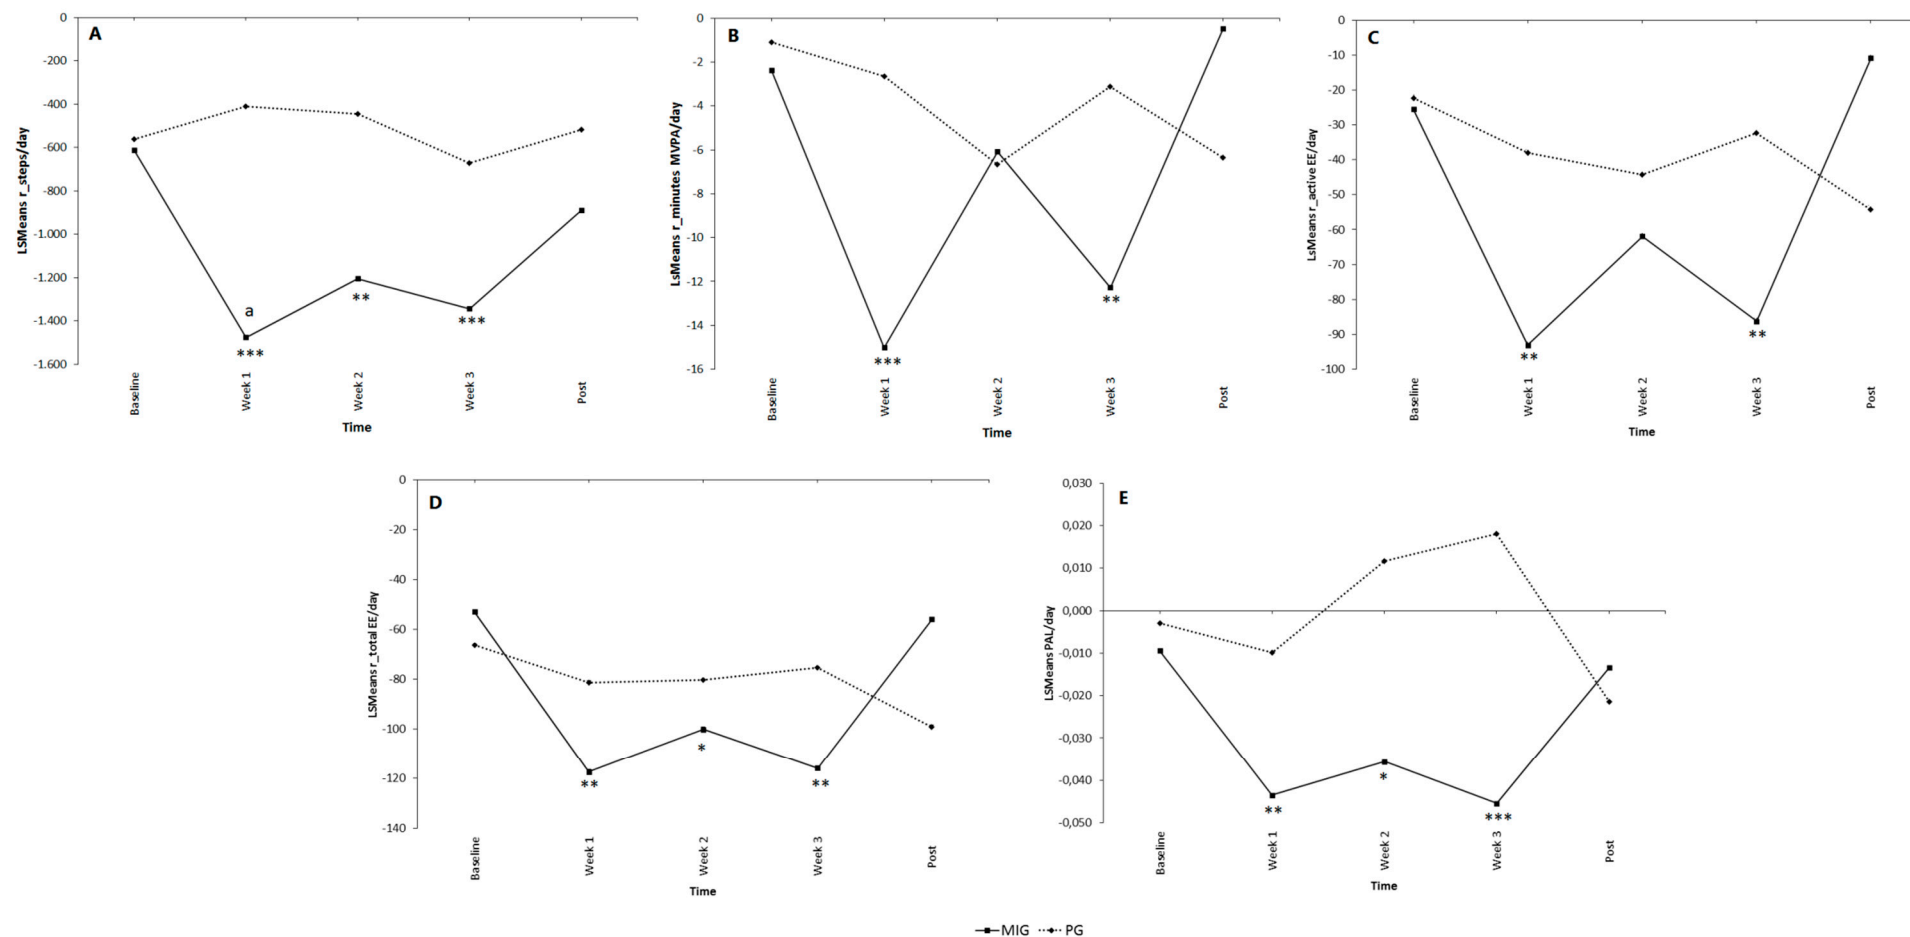 A
LSMeans r_steps/day
0
-200
-400
-600
-800
-1.000
-1.200
-1.400
-1.600
a
***
**
***
Baseline
Week 1
Week 2
Week 3
Post
Time
B
LsMeans r_minutes MVPA/day
0
-2
-4
-6
-8
-10
-12
-14
-16
***
**
Baseline
Week 1
Week 2
Week 3
Post
Time
C
LsMeans r_active EE/day
0
-10
-20
-30
-40
-50
-60
-70
-80
-90
-100
**
**
Baseline
Week 1
Week 2
Week 3
Post
Time
D
LSMeans r_total EE/day
0
-20
-40
-60
-80
-100
-120
-140
**
*
**
Baseline
Week 1
Week 2
Week 3
Post
Time
E
LSMeans PAL/day
0,030
0,020
0,010
0,000
-0,010
-0,020
-0,030
-0,040
-0,050
**
*
***
Baseline
Week 1
Week 2
Week 3
Post
Time
MIG
PG